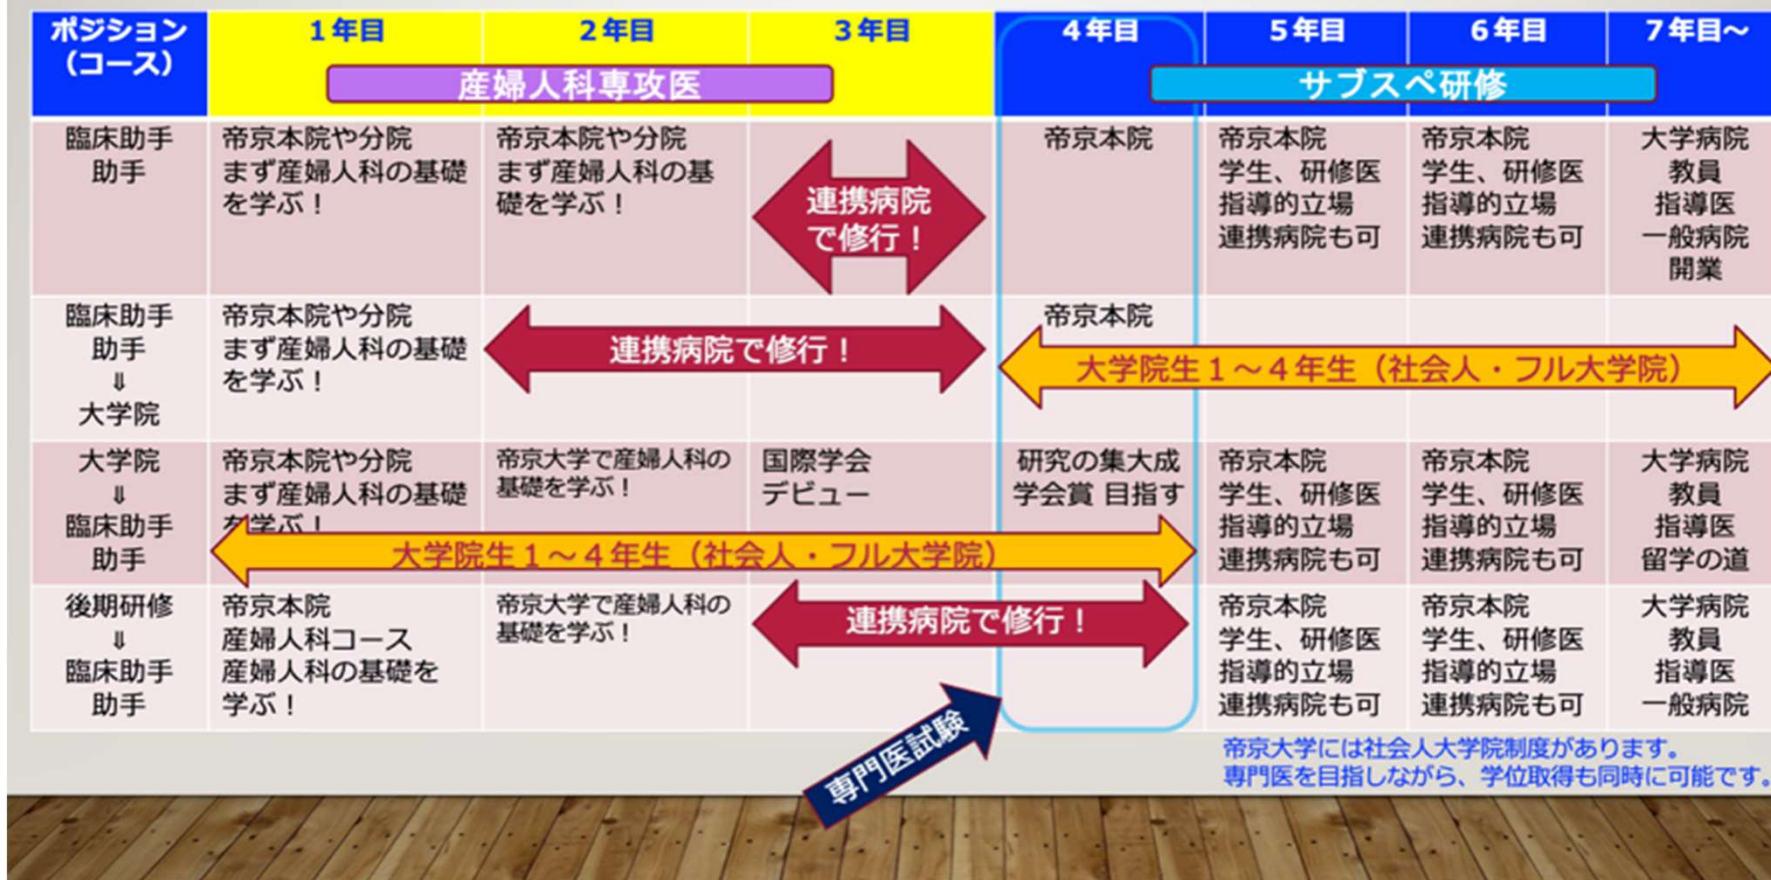 ポジション
（コース）
１年目
２年目
３年目
４年目
５年目
６年目
７年目～
産婦人科専攻医
サブスペ研修
臨床助手
助手
帝京本院や分院
まず産婦人科の基礎
を学ぶ！
帝京本院や分院
まず産婦人科の基
礎を学ぶ！
連携病院
で修行！
帝京本院
帝京本院
学生、研修医
指導的立場
連携病院も可
帝京本院
学生、研修医
指導的立場
連携病院も可
大学病院
教員
指導医
一般病院
開業
臨床助手
助手
⇓
大学院
帝京本院や分院
まず産婦人科の基礎
を学ぶ！
連携病院で修行！
帝京本院
大学院生１～４年生（社会人・フル大学院）
大学院
⇓
臨床助手
助手
帝京本院や分院
まず産婦人科の基礎
を学ぶ！
帝京大学で産婦人科の
基礎を学ぶ！
国際学会
デビュー
研究の集大成
学会賞 目指す
帝京本院
学生、研修医
指導的立場
連携病院も可
帝京本院
学生、研修医
指導的立場
連携病院も可
大学病院
教員
指導医
留学の道
大学院生１～４年生（社会人・フル大学院）
後期研修
⇓
臨床助手
助手
帝京本院
産婦人科コース
産婦人科の基礎を
学ぶ！
帝京大学で産婦人科の
基礎を学ぶ！
連携病院で修行！
帝京本院
学生、研修医
指導的立場
連携病院も可
帝京本院
学生、研修医
指導的立場
連携病院も可
大学病院
教員
指導医
一般病院
専門医試験
帝京大学には社会人大学院制度があります。
専門医を目指しながら、学位取得も同時に可能です。